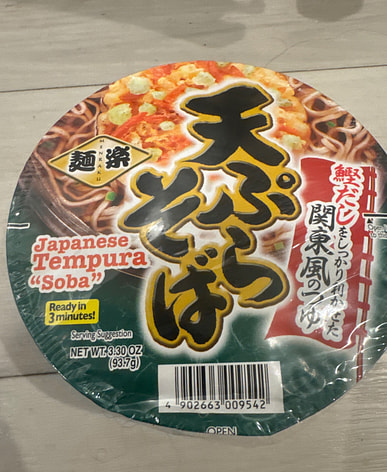 麺楽
MENRAKU
天ぷら
そば
鰹だし
をしっかり利かせた
関東風のつゆ
Japanese
Tempura
"Soba"
Ready in
3 minutes!
Serving Suggestion
NET WT. 3.30 OZ
(93.7g)
4 902663 009542
OPEN